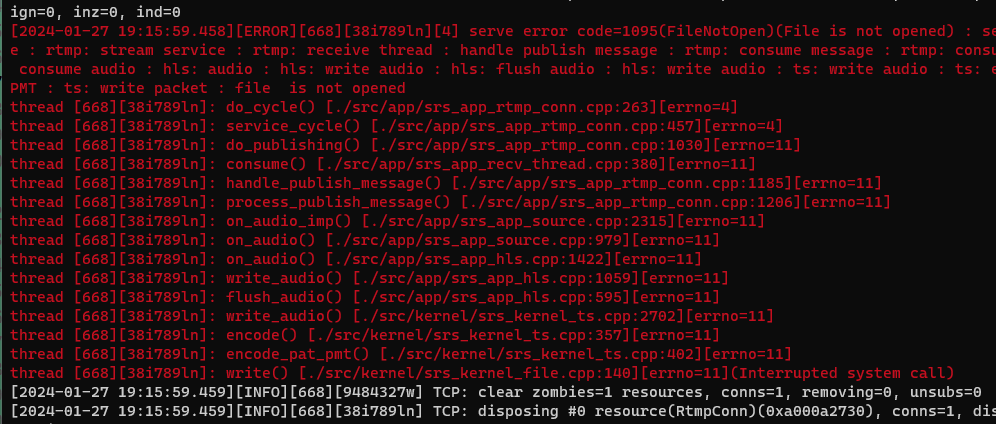 ign=0, inz=0, ind=0
[2024-01-27 19:15:59.458][ERROR][668][38i789ln][4] serve error code=1095(FileNotOpen)(File is not opened) : se
e : rtmp: stream service : rtmp: receive thread : handle publish message : rtmp: consume message : rtmp: consu
consume audio : hls: audio : hls: write audio : hls: flush audio : hls: write audio : ts: write audio : ts: e
PMT : ts: write packet : file  is not opened
thread [668][38i789ln]: do_cycle() [./src/app/srs_app_rtmp_conn.cpp:263][errno=4]
thread [668][38i789ln]: service_cycle() [./src/app/srs_app_rtmp_conn.cpp:457][errno=4]
thread [668][38i789ln]: do_publishing() [./src/app/srs_app_rtmp_conn.cpp:1030][errno=11]
thread [668][38i789ln]: consume() [./src/app/srs_app_recv_thread.cpp:380][errno=11]
thread [668][38i789ln]: handle_publish_message() [./src/app/srs_app_rtmp_conn.cpp:1185][errno=11]
thread [668][38i789ln]: process_publish_message() [./src/app/srs_app_rtmp_conn.cpp:1206][errno=11]
thread [668][38i789ln]: on_audio_imp() [./src/app/srs_app_source.cpp:2315][errno=11]
thread [668][38i789ln]: on_audio() [./src/app/srs_app_source.cpp:979][errno=11]
thread [668][38i789ln]: on_audio() [./src/app/srs_app_hls.cpp:1422][errno=11]
thread [668][38i789ln]: write_audio() [./src/app/srs_app_hls.cpp:1059][errno=11]
thread [668][38i789ln]: flush_audio() [./src/app/srs_app_hls.cpp:595][errno=11]
thread [668][38i789ln]: write_audio() [./src/kernel/srs_kernel_ts.cpp:2702][errno=11]
thread [668][38i789ln]: encode() [./src/kernel/srs_kernel_ts.cpp:357][errno=11]
thread [668][38i789ln]: encode_pat_pmt() [./src/kernel/srs_kernel_ts.cpp:402][errno=11]
thread [668][38i789ln]: write() [./src/kernel/srs_kernel_file.cpp:140][errno=11](Interrupted system call)
[2024-01-27 19:15:59.459][INFO][668][9484327w] TCP: clear zombies=1 resources, conns=1, removing=0, unsubs=0
[2024-01-27 19:15:59.459][INFO][668][38i789ln] TCP: disposing #0 resource(RtmpConn)(0xa000a2730), conns=1, dis